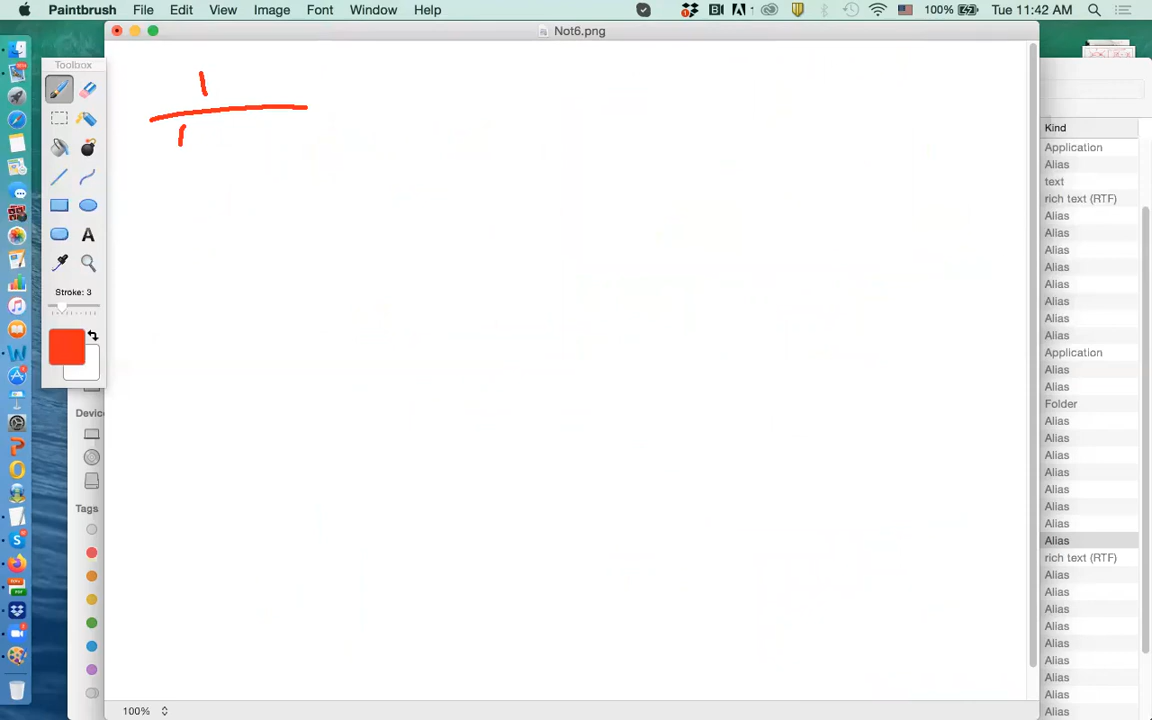 Paintbrush File Edit View Image Font Window Help 100% Tue 11:42 AM
Not6.png
Toolbox
1
1
Stroke: 3
Kind
Application
Alias
text
rich text (RTF)
Alias
Alias
Alias
Alias
Alias
Alias
Alias
Alias
Application
Alias
Alias
Folder
Alias
Alias
Alias
Alias
Alias
Alias
Alias
Alias
rich text (RTF)
Alias
Alias
Alias
Alias
Alias
Alias
Alias
Alias
Alias
Device
Tags
100%